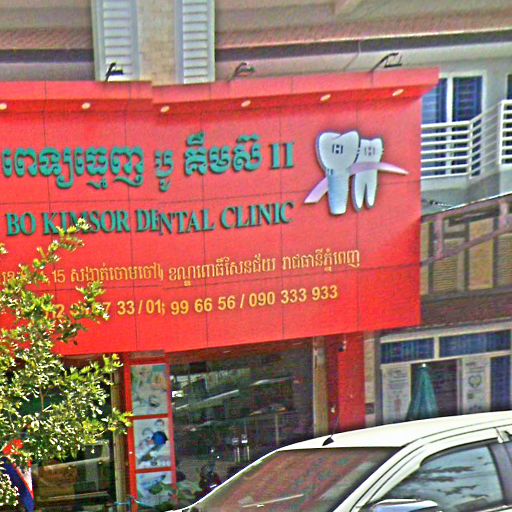 ពេទ្យធ្មេញ បូ គឹមសី II
BO KIMSOR DENTAL CLINIC
15 សង្កាត់ចោមចៅ ខណ្ឌពោធិ៍សែនជ័យ រាជធានីភ្នំពេញ
33 / 01; 99 66 56 / 090 333 933